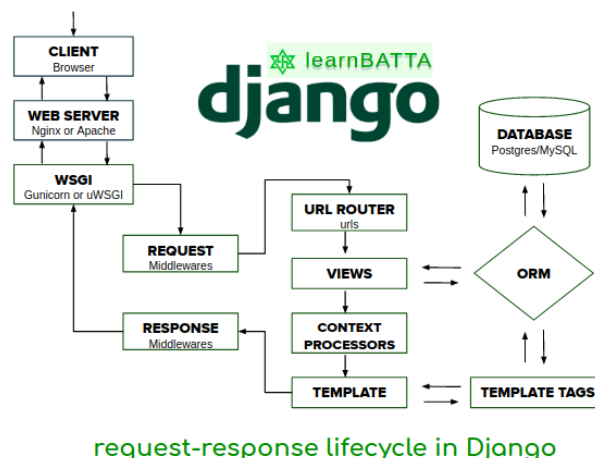 CLIENT
Browser
learnBATTA
django
WEB SERVER
Nginx or Apache
DATABASE
Postgres/MySQL
WSGI
Gunicorn or uWSGI
URL ROUTER
urls
REQUEST
Middlewares
VIEWS
ORM
RESPONSE
Middlewares
CONTEXT
PROCESSORS
TEMPLATE
TEMPLATE TAGS
request-response lifecycle in Django